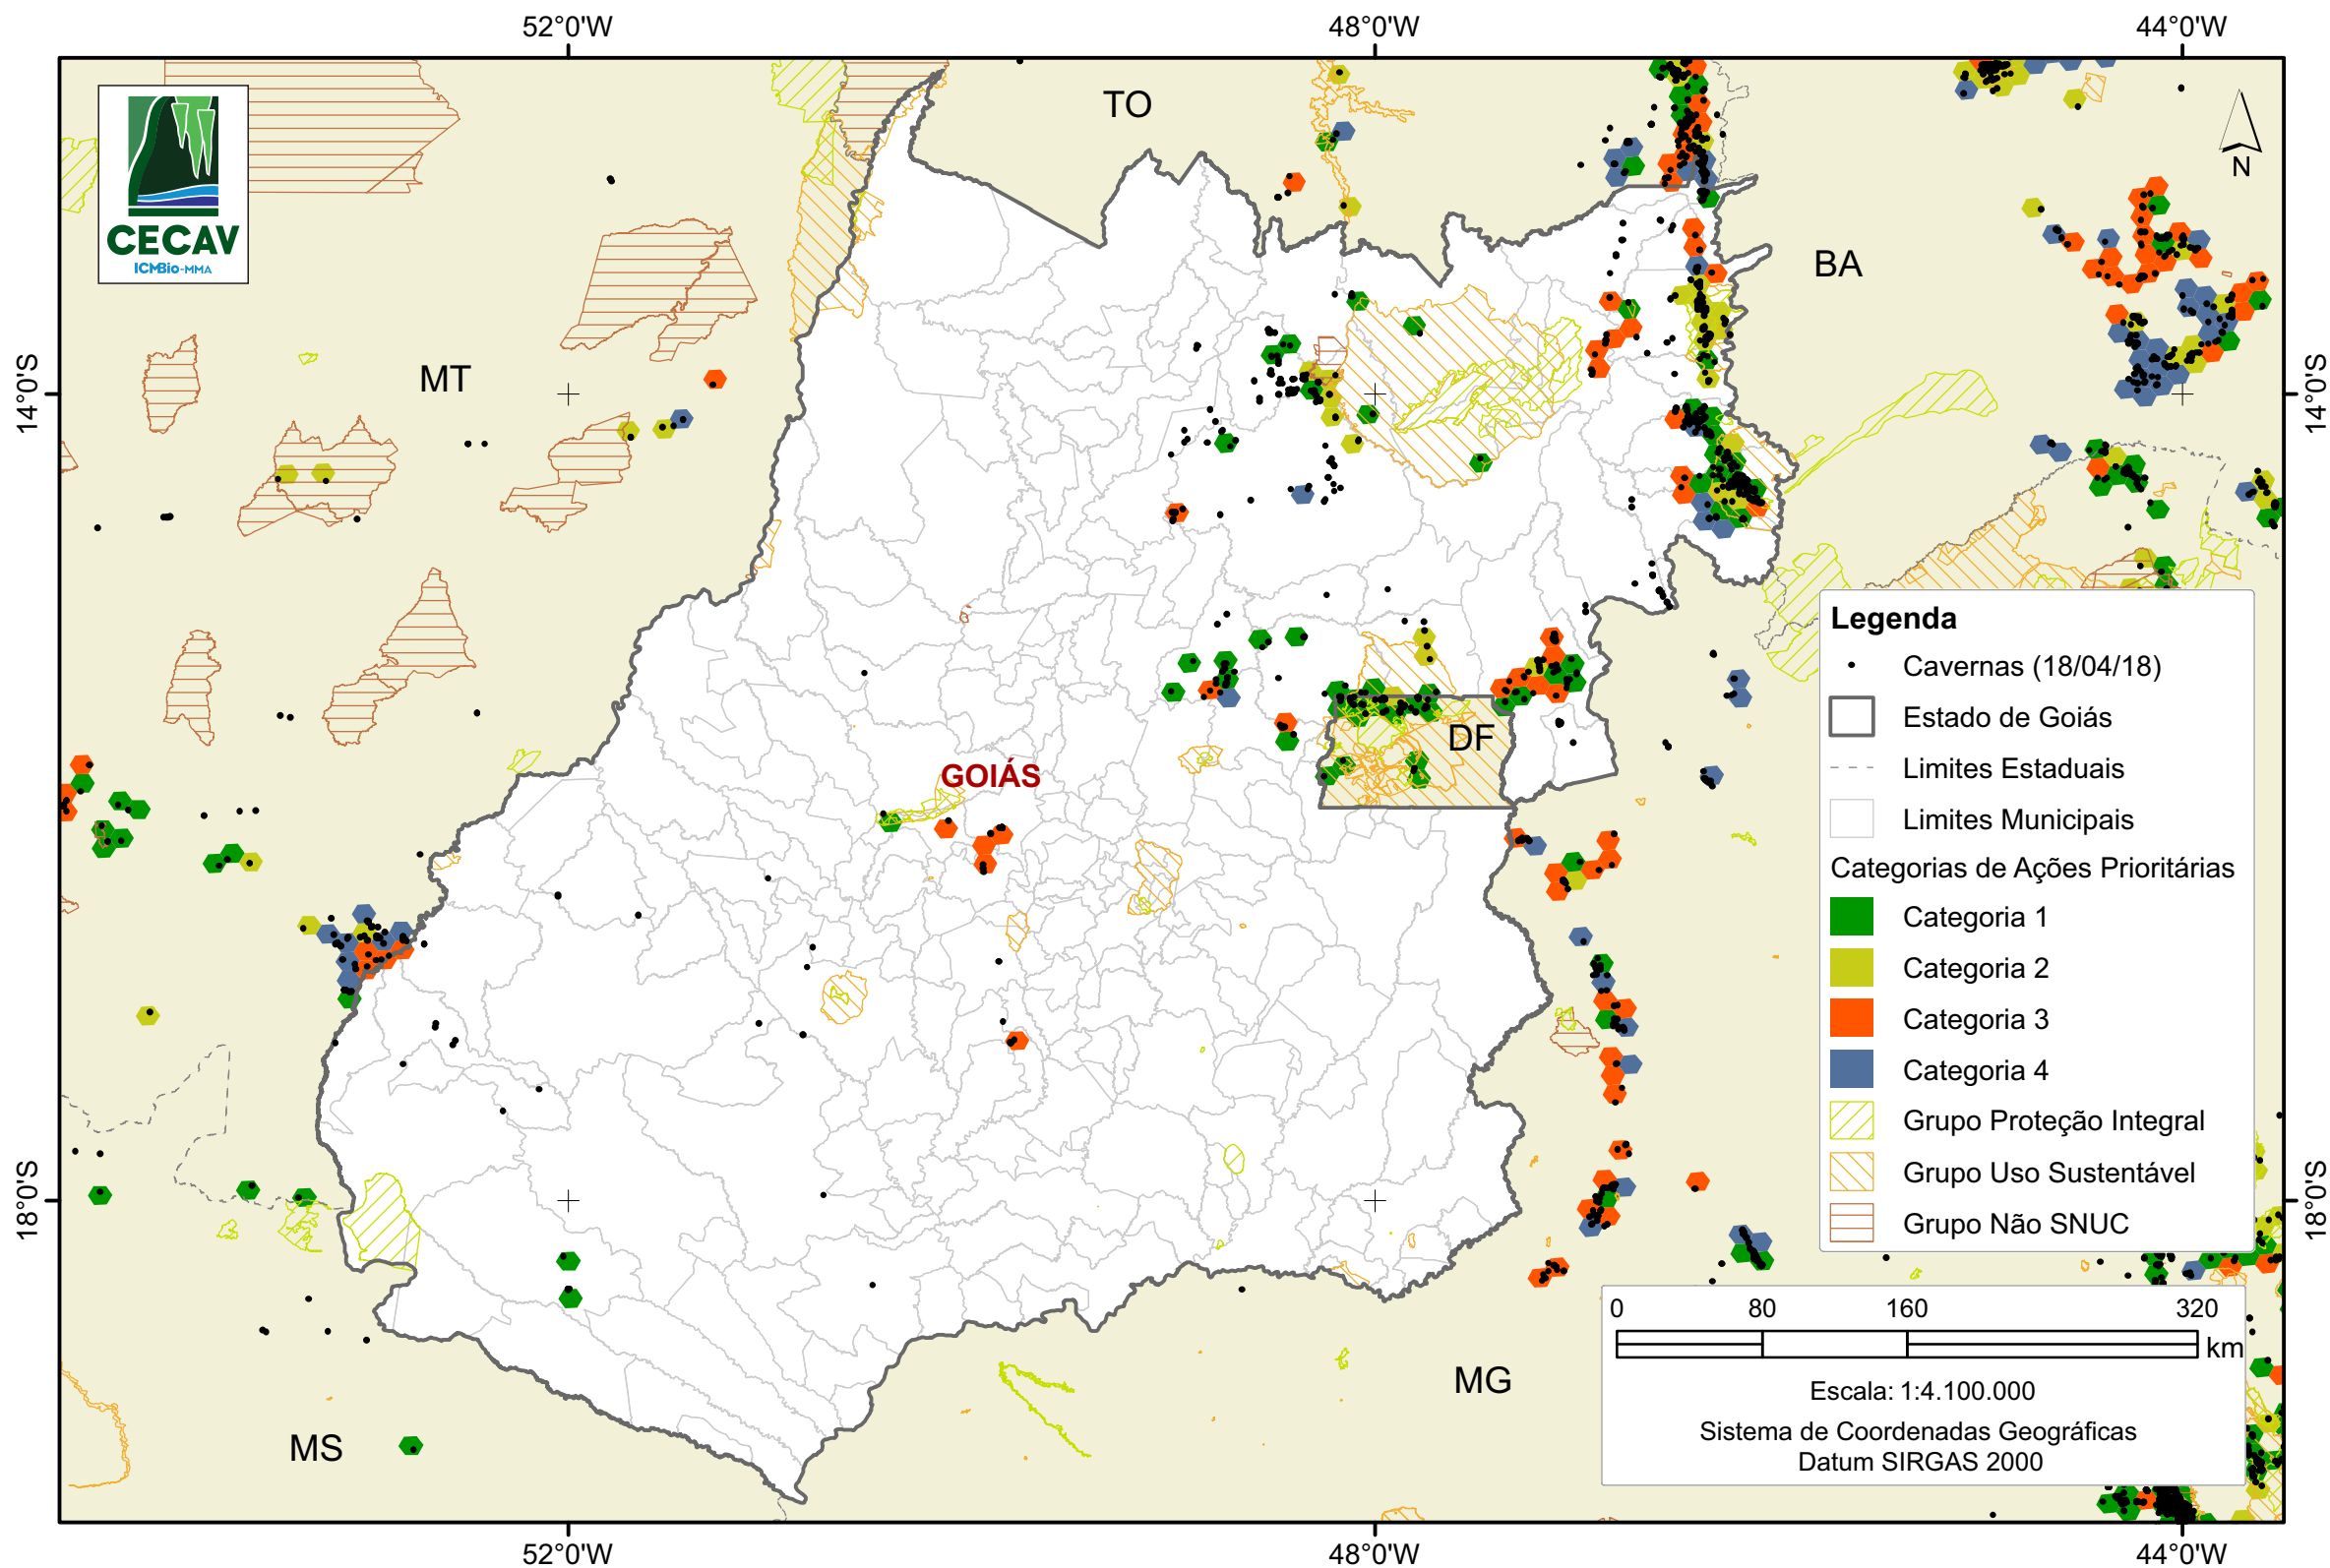 52°0'W
48°0'W
44°0'W
TO
CECAV
ICMBio-MMA
N
BA
MT
14°0'S
14°0'S
Legenda
Cavernas (18/04/18)
Estado de Goiás
Limites Estaduais
Limites Municipais
Categorias de Ações Prioritárias
Categoria 1
Categoria 2
Categoria 3
Categoria 4
Grupo Proteção Integral
Grupo Uso Sustentável
Grupo Não SNUC
DF
GOIÁS
18°0'S
18°0'S
0 80 160 320
km
Escala: 1:4.100.000
Sistema de Coordenadas Geográficas
Datum SIRGAS 2000
MG
MS
52°0'W
48°0'W
44°0'W